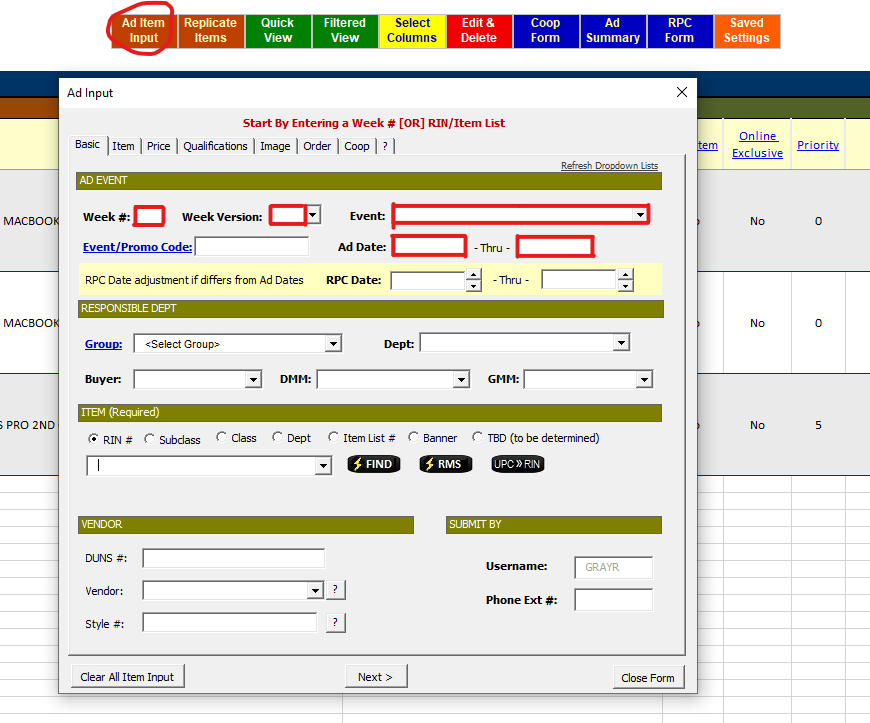 Ad Item Input
Replicate Items
Quick View
Filtered View
Select Columns
Edit & Delete
Coop Form
Ad Summary
RPC Form
Saved Settings
Ad Input
Start By Entering a Week # [OR] RIN/Item List
Basic Item Price Qualifications Image Order Coop ?
Refresh Dropdown Lists
AD EVENT
Week #: Week Version: Event:
Event/Promo Code: Ad Date: - Thru -
RPC Date adjustment if differs from Ad Dates RPC Date: - Thru -
RESPONSIBLE DEPT
Group: <Select Group> Dept:
Buyer: DMM: GMM:
ITEM (Required)
RIN # Subclass Class Dept Item List # Banner TBD (to be determined)
FIND RMS UPC»RIN
VENDOR SUBMIT BY
DUNS #:
Username: GRAYR
Vendor: ?
Phone Ext #:
Style #: ?
Clear All Item Input Next > Close Form
Online Exclusive
Priority
MACBOOK No 0
MACBOOK No 0
PRO 2ND No 5